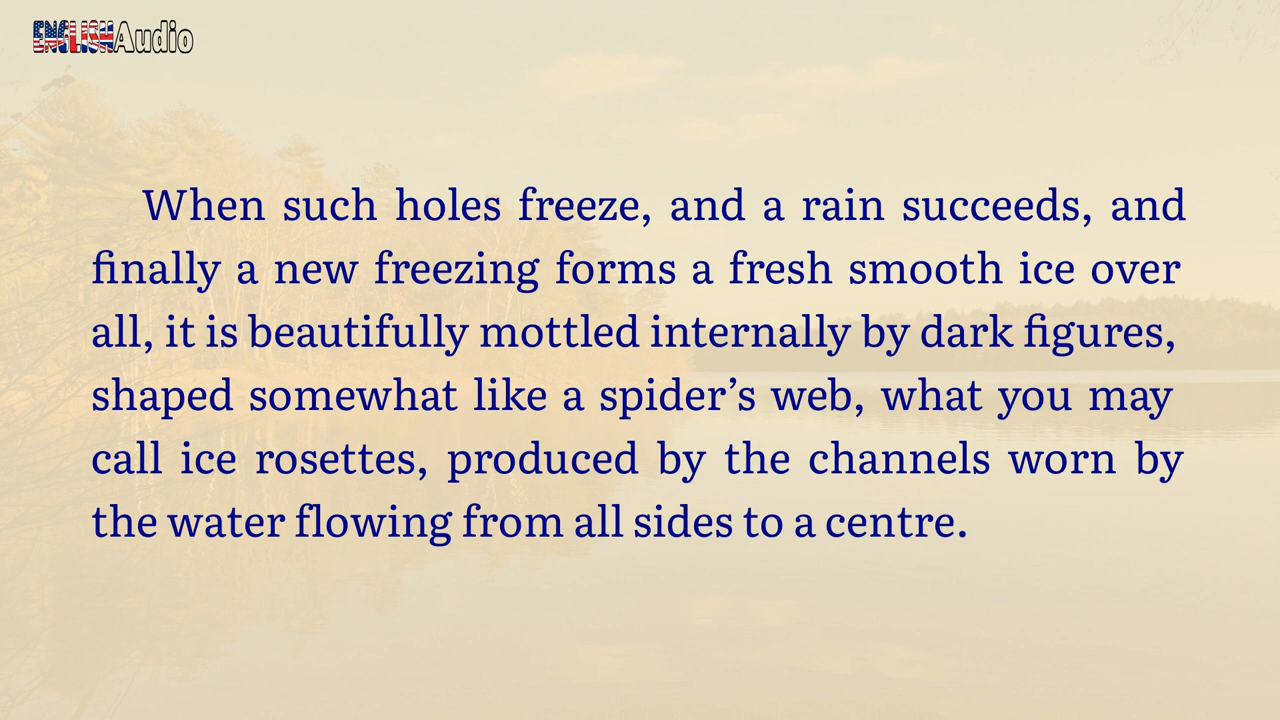 ENGLISHAudio
When such holes freeze, and a rain succeeds, and
finally a new freezing forms a fresh smooth ice over
all, it is beautifully mottled internally by dark figures,
shaped somewhat like a spider’s web, what you may
call ice rosettes, produced by the channels worn by
the water flowing from all sides to a centre.